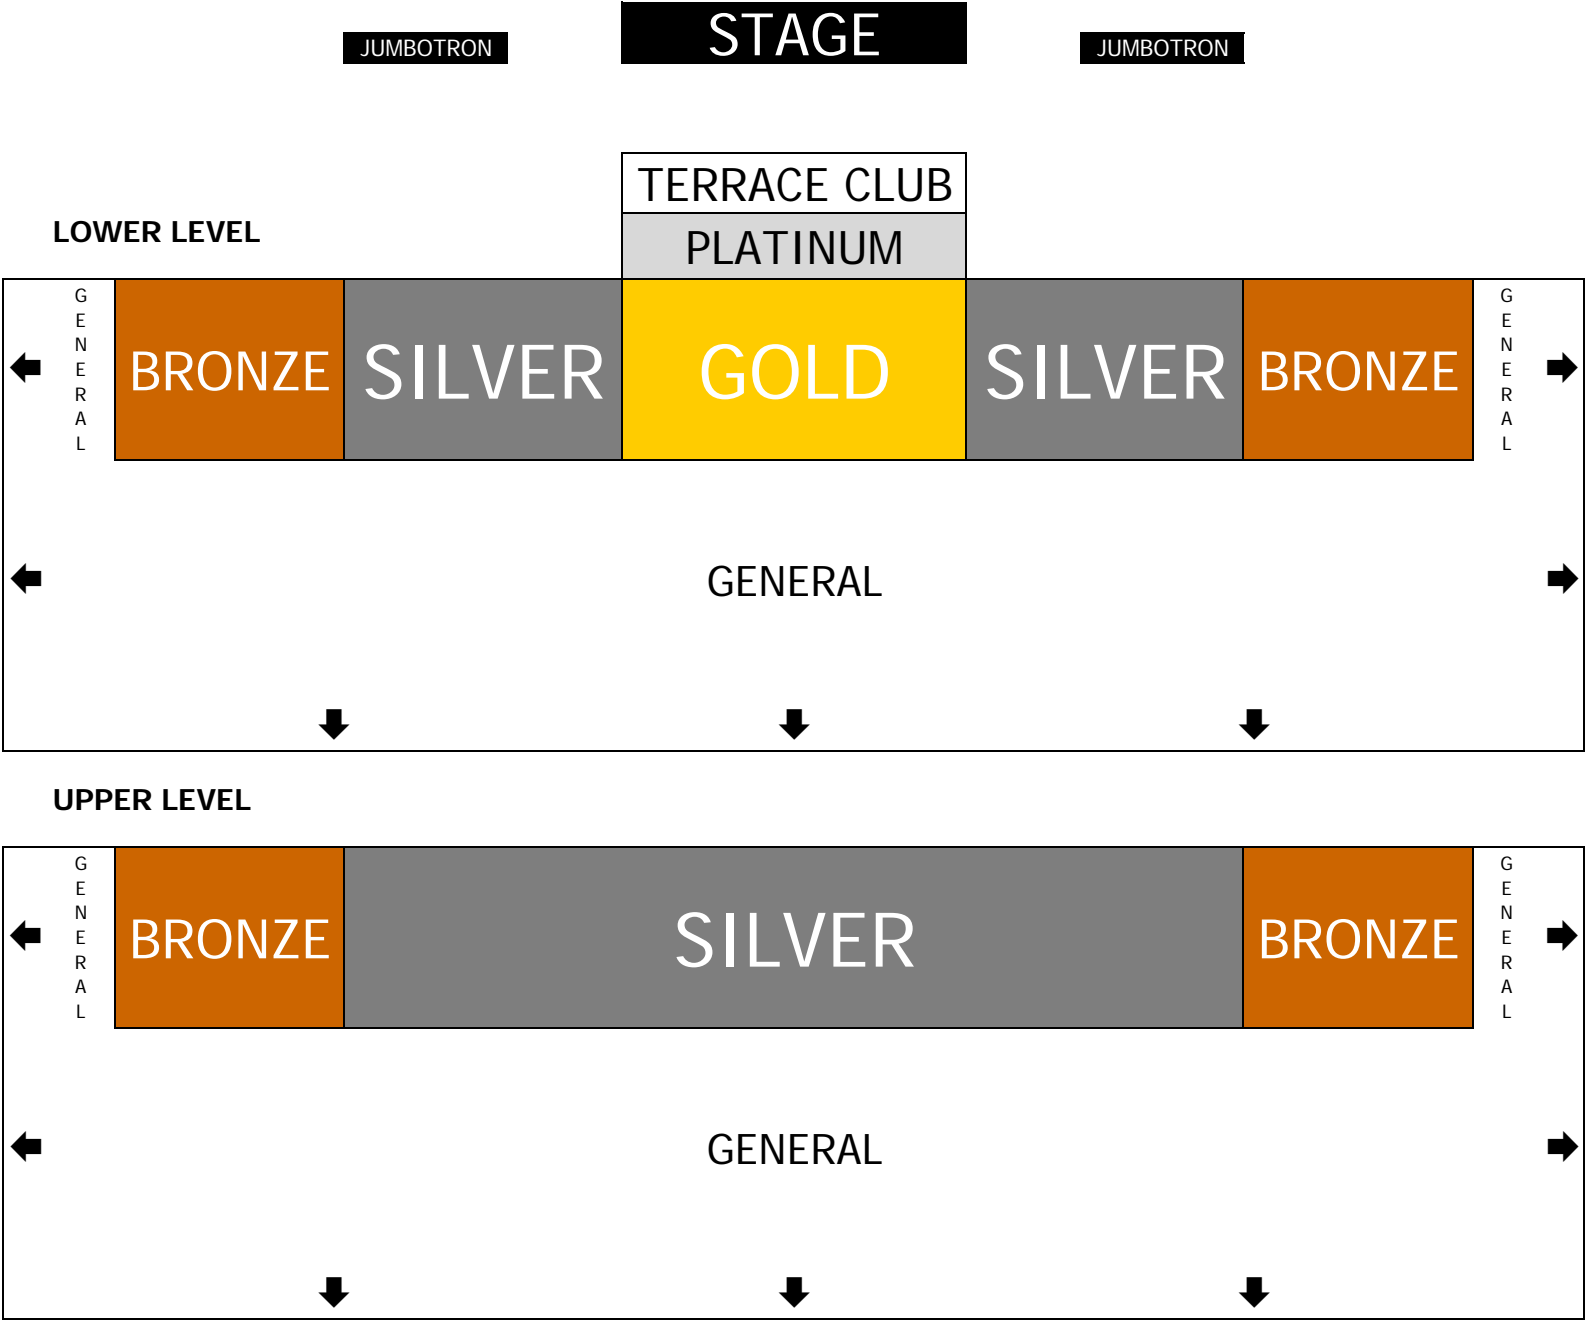 STAGE
JUMBOTRON
JUMBOTRON
TERRACE CLUB
LOWER LEVEL
PLATINUM
GENERAL
BRONZE
SILVER
GOLD
SILVER
BRONZE
GENERAL
GENERAL
UPPER LEVEL
GENERAL
BRONZE
SILVER
BRONZE
GENERAL
GENERAL